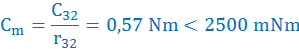 C_m = C_32 / r_32 = 0,57 Nm < 2500 mNm